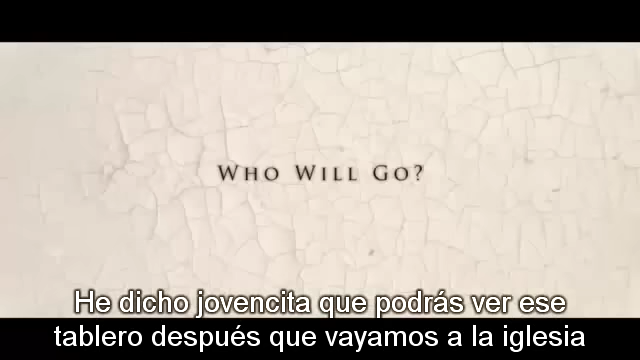 WHO WILL GO?
He dicho jovencita que podrás ver ese
tablero después que vayamos a la iglesia